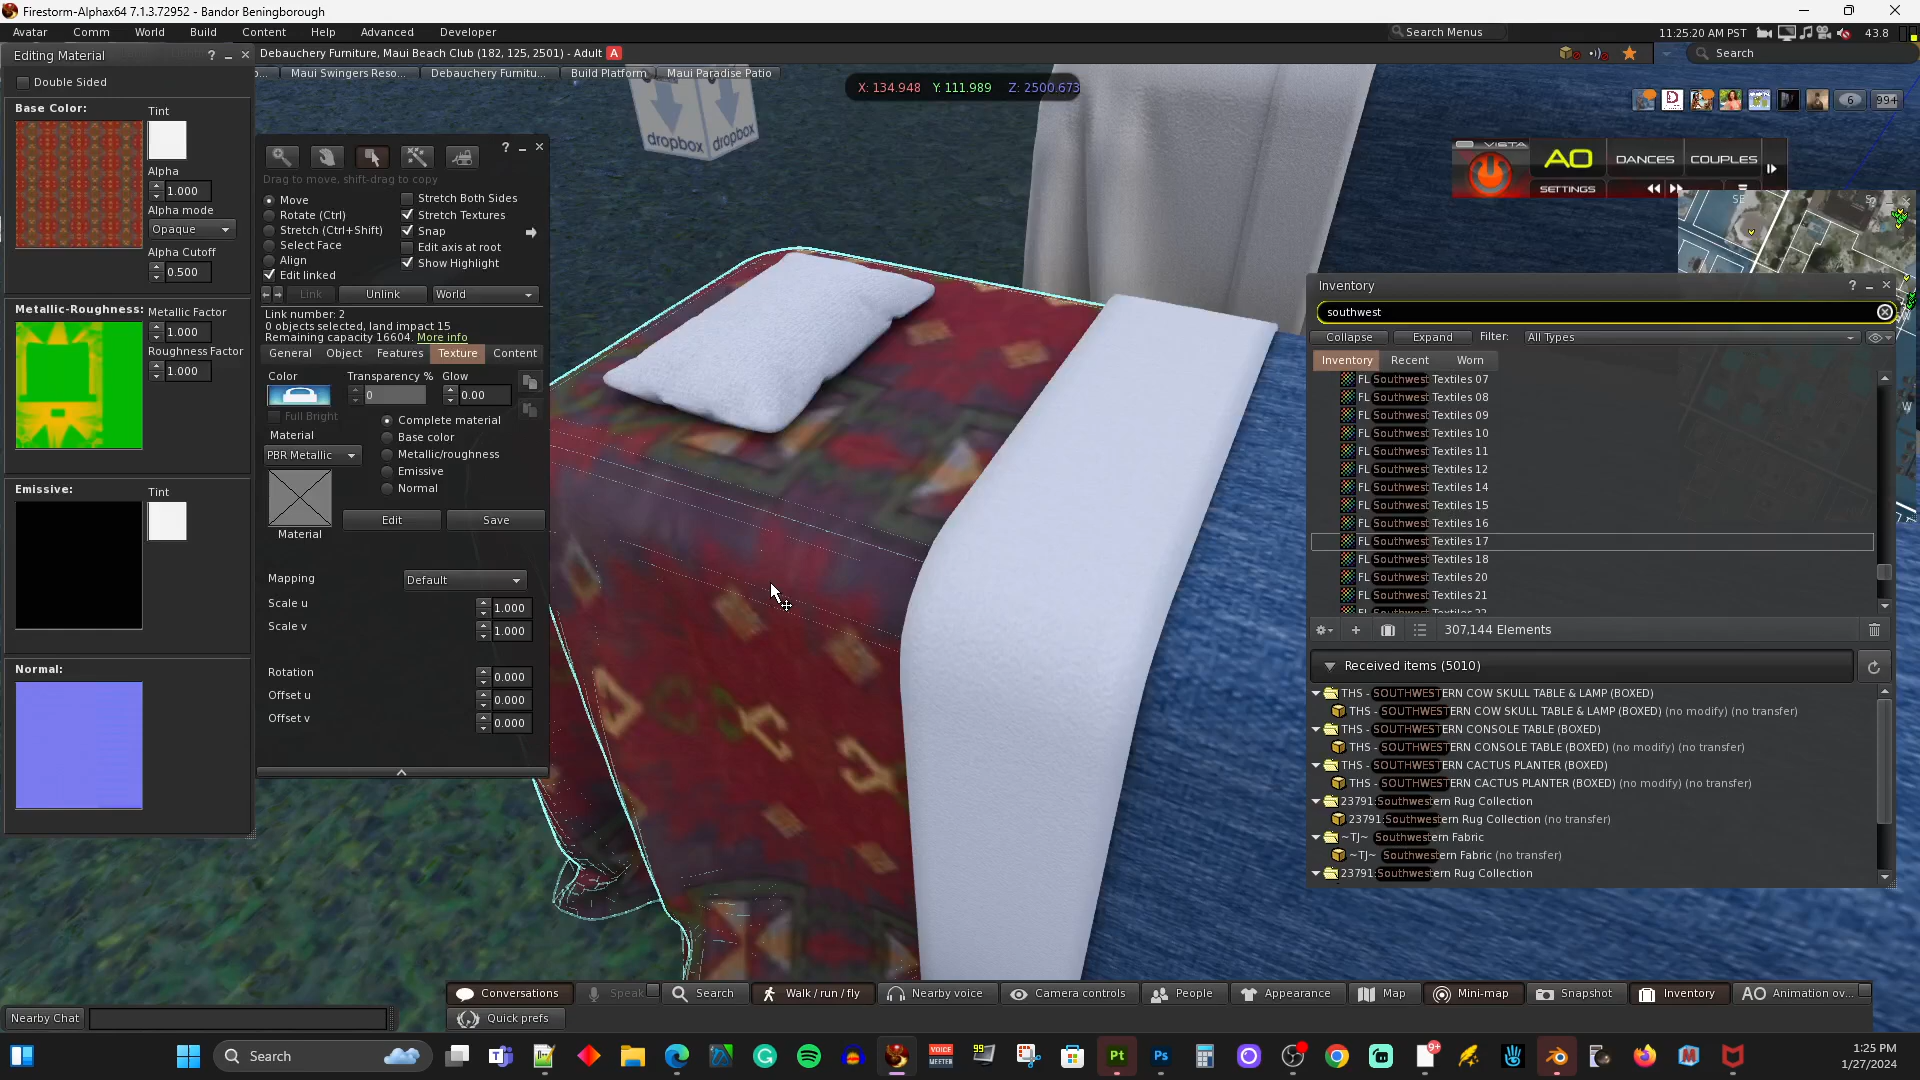 Firestorm-Alphax64 7.1.3.72952 - Bandor Beningborough
Avatar Comm World Build Content Help Advanced Developer
Search Menus
11:25:20 AM PST
43.8
Debauchery Furniture, Maui Beach Club (182, 125, 2501) - Adult A
Search
Maui Swingers Reso... Debauchery Furnitu... Build Platform Maui Paradise Patio
X: 134.948 Y: 111.989 Z: 2500.673
6 99+
Editing Material ?
Double Sided
Base Color:
Tint
Alpha
1.000
Alpha mode
Opaque
Alpha Cutoff
0.500
Metallic-Roughness:
Metallic Factor
1.000
Roughness Factor
1.000
Emissive:
Tint
Normal:
?
Drag to move, shift-drag to copy
Move
Rotate (Ctrl)
Stretch (Ctrl+Shift)
Select Face
Align
Edit linked
Stretch Both Sides
Stretch Textures
Snap
Edit axis at root
Show Highlight
Link Unlink World
Link number: 2
0 objects selected, land impact 15
Remaining capacity 16604. More info
General Object Features Texture Content
Color Transparency % Glow
0 0.00
Full Bright
Material
PBR Metallic
Complete material
Base color
Metallic/roughness
Emissive
Normal
Edit Save
Material
Mapping Default
Scale u 1.000
Scale v 1.000
Rotation 0.000
Offset u 0.000
Offset v 0.000
dropbox dropbox
VISTA
AO DANCES COUPLES
SETTINGS
SE
Inventory ?
southwest
Collapse Expand Filter: All Types
Inventory Recent Worn
FL Southwest Textiles 07
FL Southwest Textiles 08
FL Southwest Textiles 09
FL Southwest Textiles 10
FL Southwest Textiles 11
FL Southwest Textiles 12
FL Southwest Textiles 14
FL Southwest Textiles 15
FL Southwest Textiles 16
FL Southwest Textiles 17
FL Southwest Textiles 18
FL Southwest Textiles 20
FL Southwest Textiles 21
307,144 Elements
Received items (5010)
THS - SOUTHWESTERN COW SKULL TABLE & LAMP (BOXED)
THS - SOUTHWESTERN COW SKULL TABLE & LAMP (BOXED) (no modify) (no transfer)
THS - SOUTHWESTERN CONSOLE TABLE (BOXED)
THS - SOUTHWESTERN CONSOLE TABLE (BOXED) (no modify) (no transfer)
THS - SOUTHWESTERN CACTUS PLANTER (BOXED)
THS - SOUTHWESTERN CACTUS PLANTER (BOXED) (no modify) (no transfer)
23791:Southwestern Rug Collection
23791:Southwestern Rug Collection (no transfer)
~TJ~ Southwestern Fabric
~TJ~ Southwestern Fabric (no transfer)
23791:Southwestern Rug Collection
Conversations Speak Search Walk / run / fly Nearby voice Camera controls People Appearance Map Mini-map Snapshot Inventory AO Animation ov...
Nearby Chat
Quick prefs
Search
VOICE MEETER
99
Pt Ps
9+
1:25 PM
1/27/2024